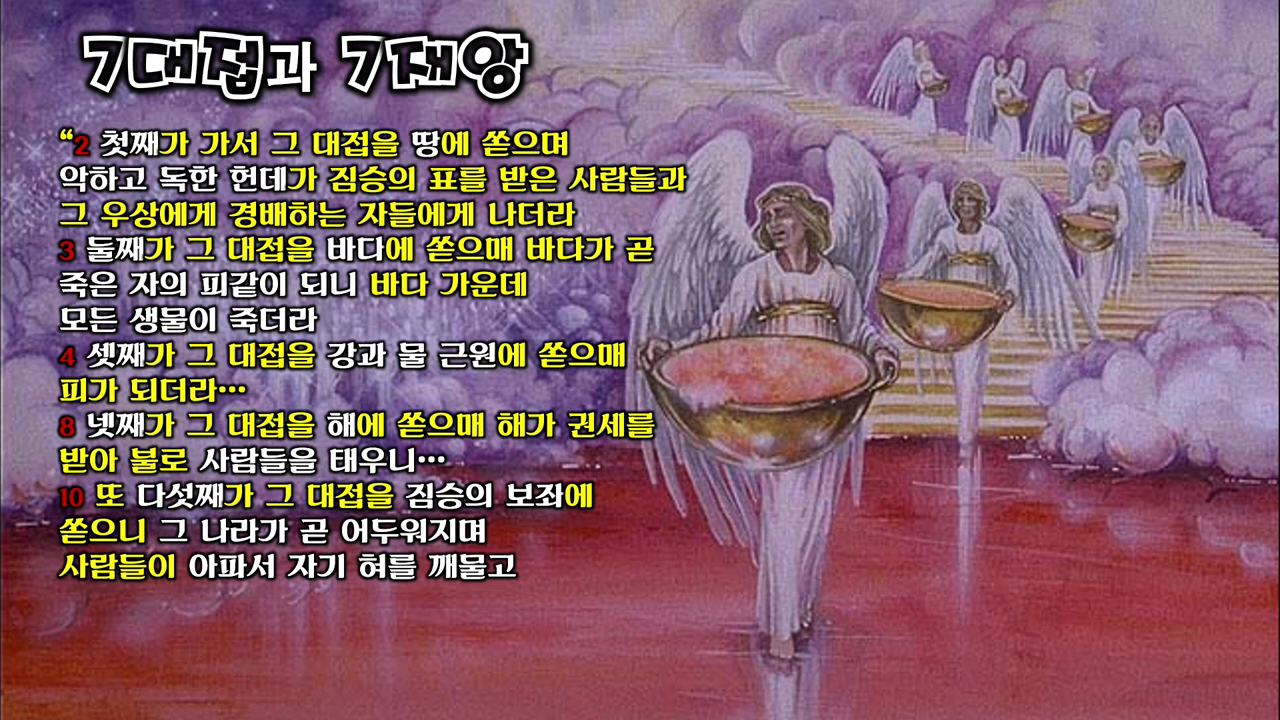 7대접과 7재앙
“2 첫째가 가서 그 대접을 땅에 쏟으며
악하고 독한 헌데가 짐승의 표를 받은 사람들과
그 우상에게 경배하는 자들에게 나더라
3 둘째가 그 대접을 바다에 쏟으매 바다가 곧
죽은 자의 피같이 되니 바다 가운데
모든 생물이 죽더라
4 셋째가 그 대접을 강과 물 근원에 쏟으매
피가 되더라…
8 넷째가 그 대접을 해에 쏟으매 해가 권세를
받아 불로 사람들을 태우니…
10 또 다섯째가 그 대접을 짐승의 보좌에
쏟으니 그 나라가 곧 어두워지며
사람들이 아파서 자기 혀를 깨물고